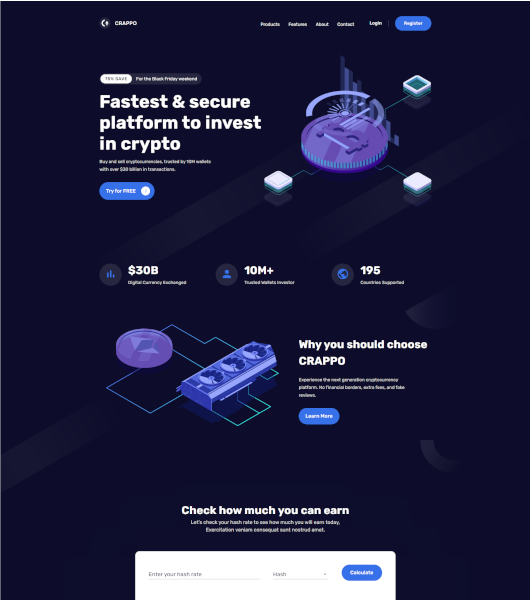 CRAPPO
Products Features About Contact Login Register
75% SAVE For the Black Friday weekend
Fastest & secure
platform to invest
in crypto
Buy and sell cryptocurrencies, trusted by 10M wallets
with over $30 billion in transactions.
Try for FREE
$30B
Digital Currency Exchanged
10M+
Trusted Wallets Investor
195
Countries Supported
Why you should choose
CRAPPO
Experience the next generation cryptocurrency
platform. No financial borders, extra fees, and fake
reviews.
Learn More
Check how much you can earn
Let's check your hash rate to see how much you will earn today,
Exercitation veniam consequat sunt nostrud amet.
Enter your hash rate Hash Calculate